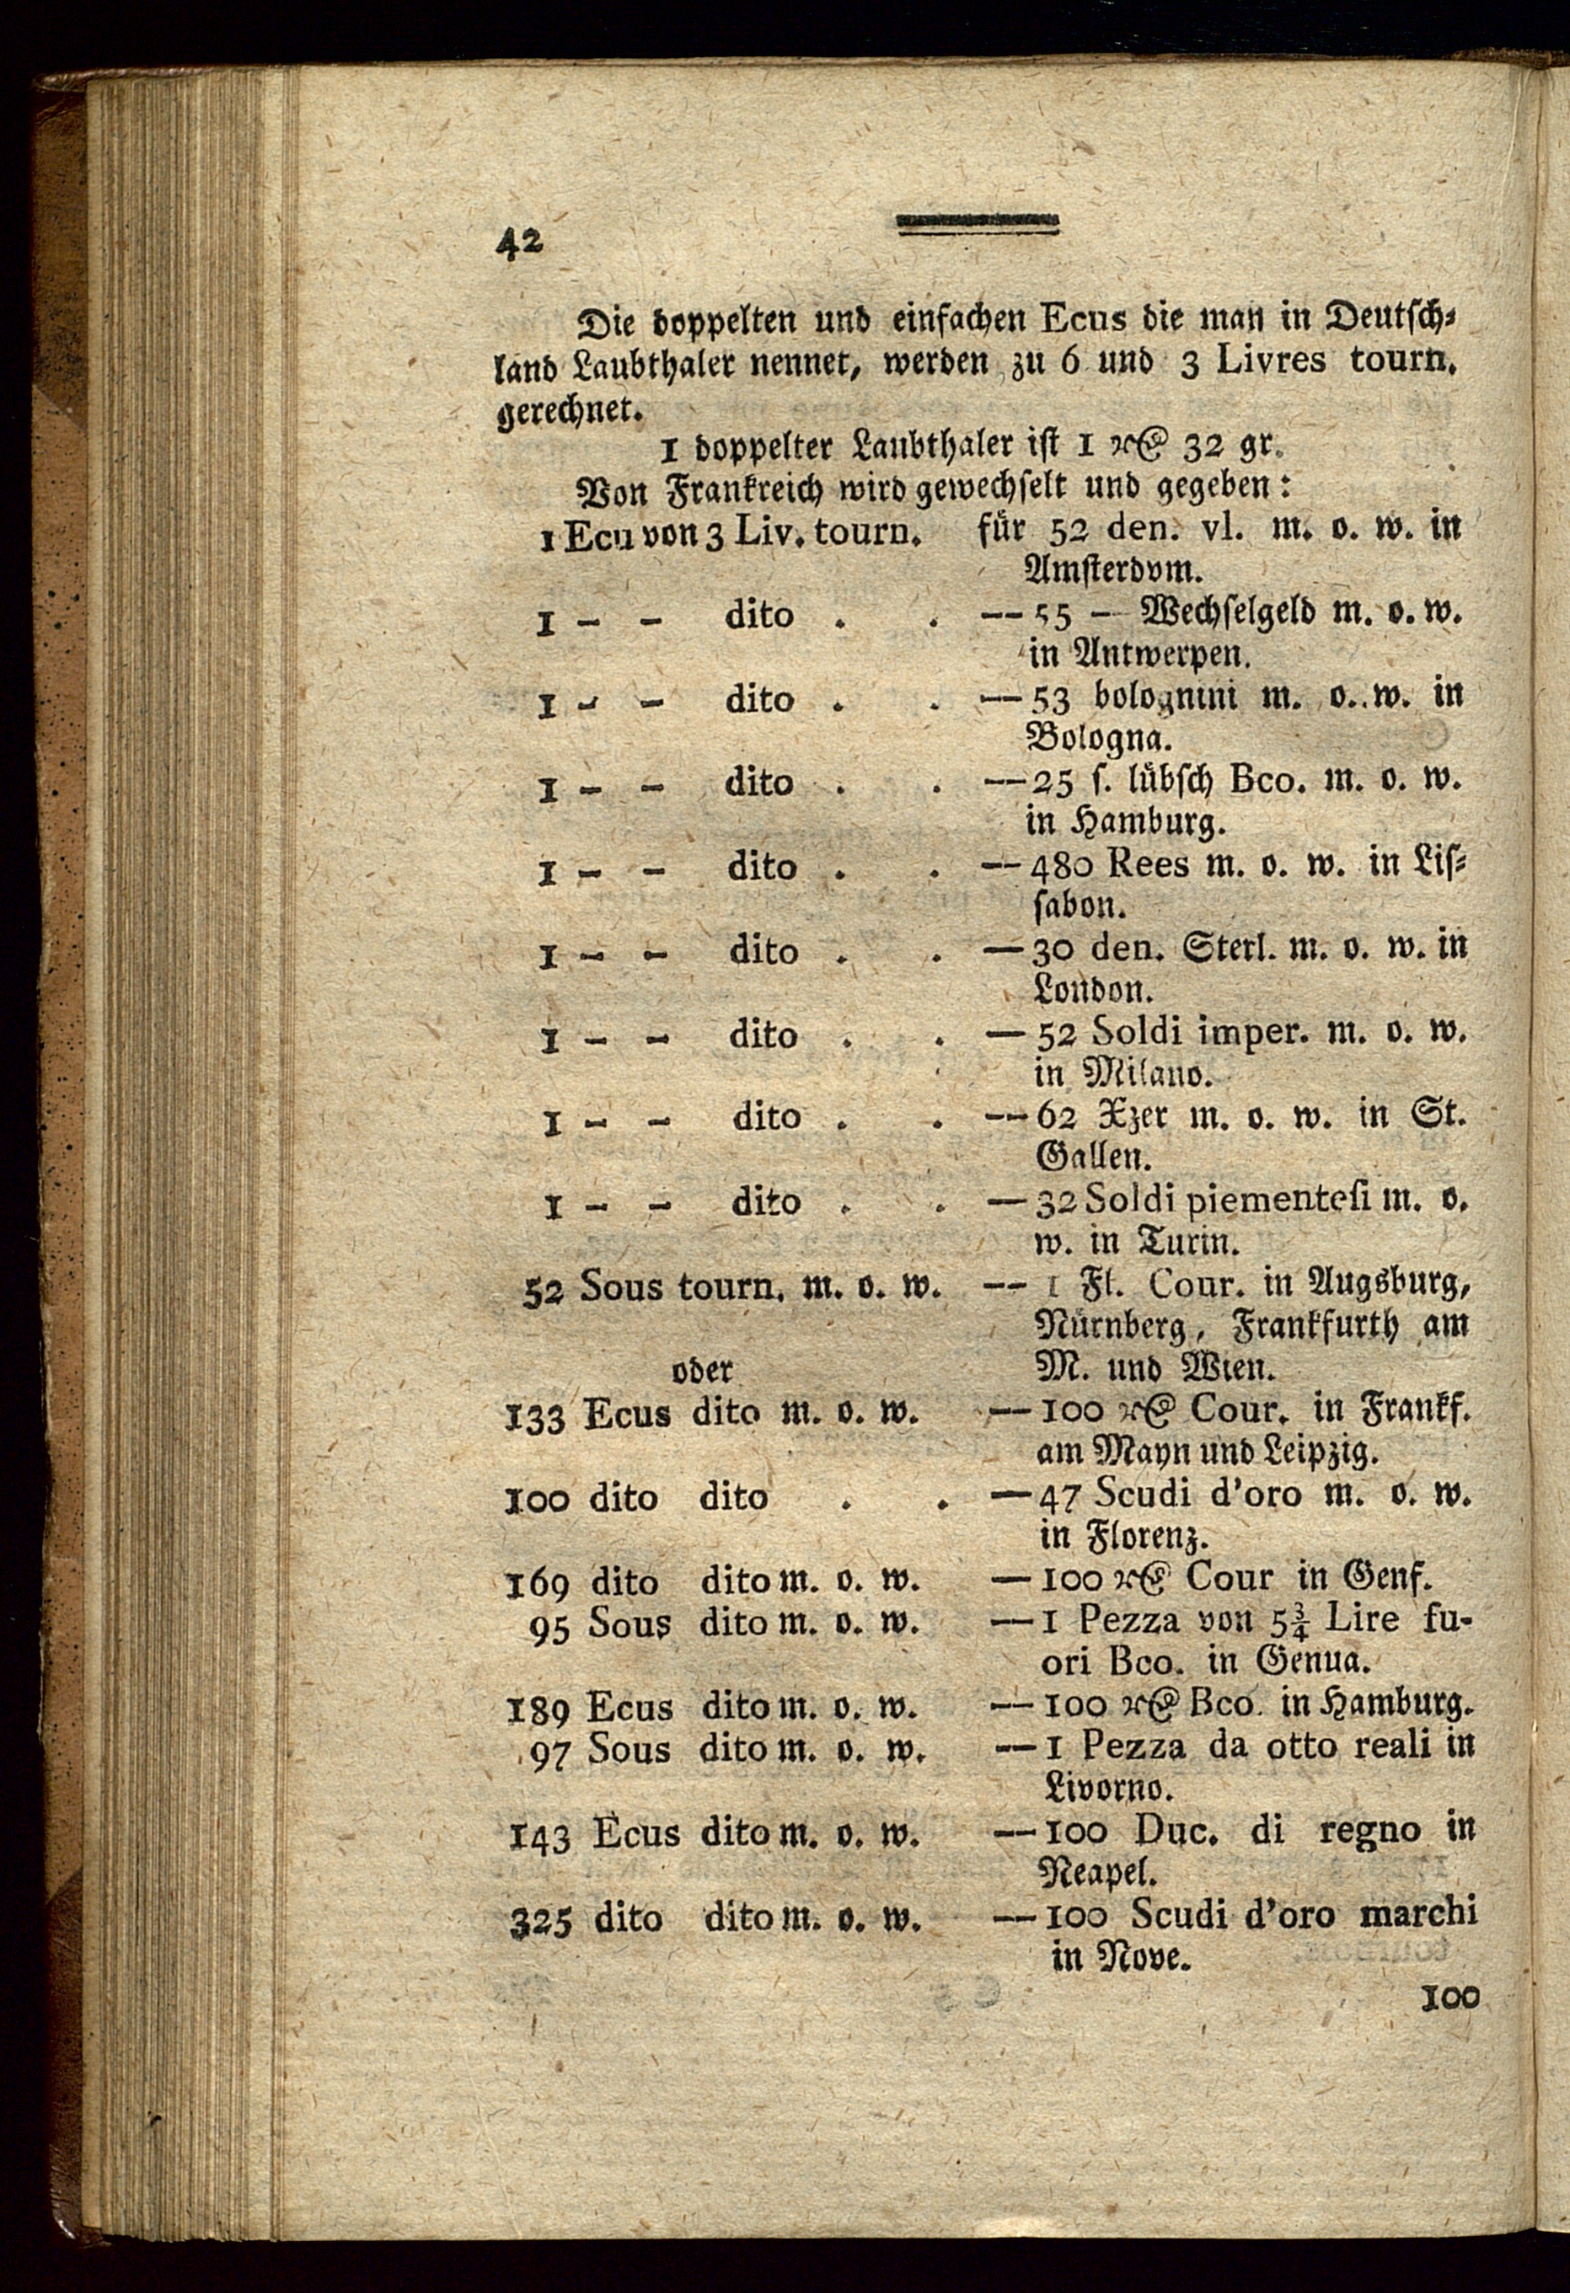 42
Die doppelten und einfachen Ecus die man in Deutsch-
land Laubthaler nennet, werden zu 6 und 3 Livres tourn.
gerechnet.
1 doppelter Laubthaler ist 1 Rthlr 32 gr.
Von Frankreich wird gewechselt und gegeben:
1 Ecu von 3 Liv. tourn. für 52 den. vl. m. o. w. in
Amsterdvm.
1 - - dito . . — 55 — Wechselgeld m. o. w.
in Antwerpen.
1 - - dito . . — 53 bolognini m. o. w. in
Bologna.
1 - - dito . . — 25 ſ. lübsch Bco. m. o. w.
in Hamburg.
1 - - dito . . — 480 Rees m. o. w. in Lis-
sabon.
1 - - dito . . — 30 den. Sterl. m. o. w. in
London.
1 - - dito . . — 52 Soldi imper. m. o. w.
in Milano.
1 - - dito . . — 62 Xzer m. o. w. in St.
Gallen.
1 - - dito . . — 32 Soldi piementesi m. o.
w. in Turin.
52 Sous tourn. m. o. w. — 1 Fl. Cour. in Augsburg,
Nürnberg, Frankfurth am
oder M. und Wien.
133 Ecus dito m. o. w. — 100 Rthlr Cour. in Frankf.
am Mayn und Leipzig.
100 dito dito . . — 47 Scudi d'oro m. o. w.
in Florenz.
169 dito dito m. o. w. — 100 Rthlr Cour in Genf.
95 Sous dito m. o. w. — 1 Pezza von 5¾ Lire fu-
ori Bco. in Genua.
189 Ecus dito m. o. w. — 100 Rthlr Bco. in Hamburg.
97 Sous dito m. o. w. — 1 Pezza da otto reali in
Livorno.
143 Ecus dito m. o. w. — 100 Duc. di regno in
Neapel.
325 dito dito m. o. w. — 100 Scudi d'oro marchi
in Nove.
100